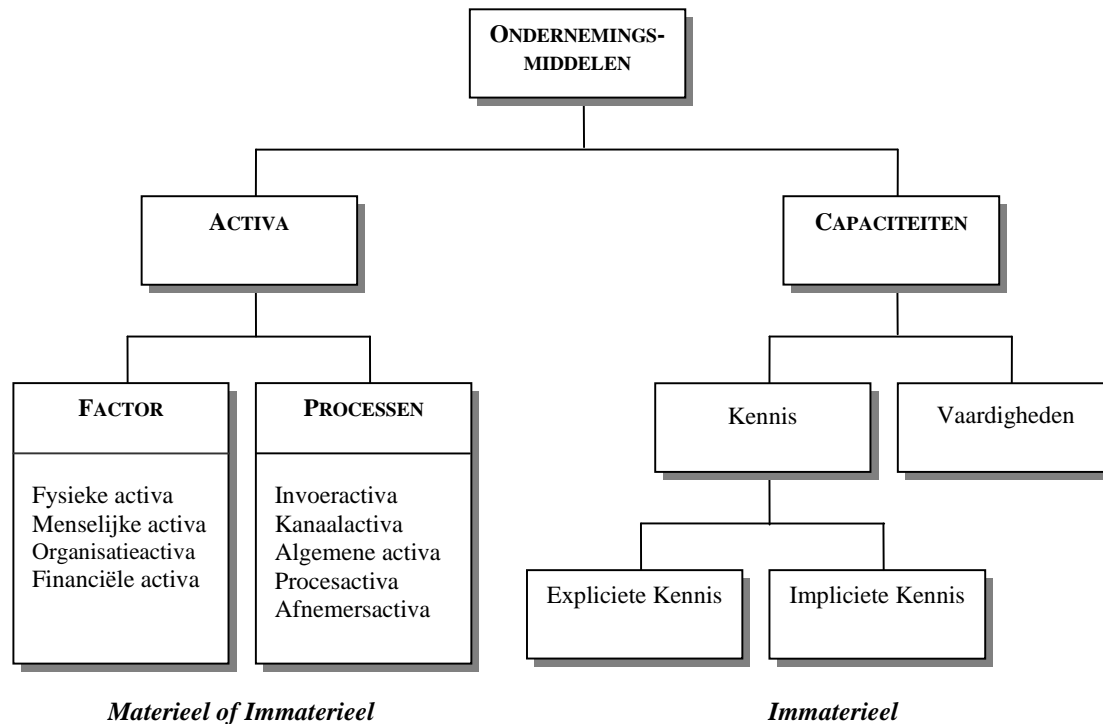 ONDERNEMINGS-
MIDDELEN
ACTIVA
CAPACITEITEN
FACTOR
Fysieke activa
Menselijke activa
Organisatieactiva
Financiële activa
PROCESSEN
Invoeractiva
Kanaalactiva
Algemene activa
Procesactiva
Afnemersactiva
Kennis
Vaardigheden
Expliciete Kennis
Impliciete Kennis
Materieel of Immaterieel
Immaterieel